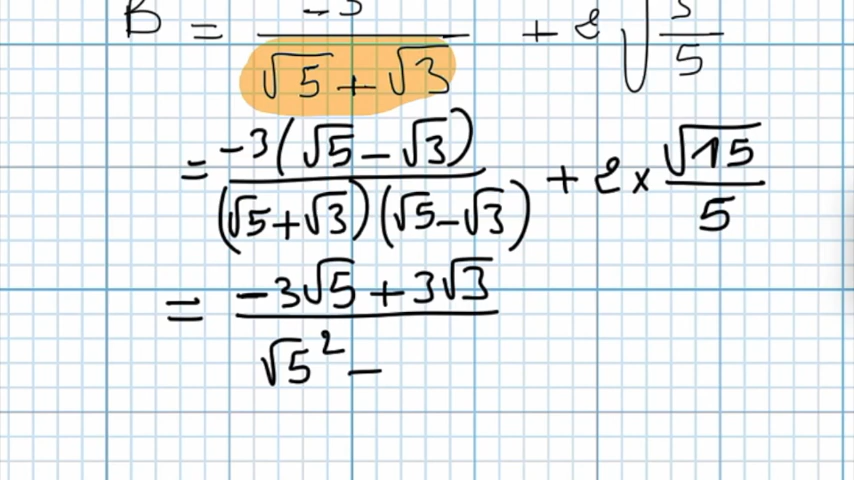 B = -3/(√5 + √3) + 2√(3/5)
= -3(√5 - √3)/((√5+√3)(√5-√3)) + 2 × √15/5
= (-3√5 + 3√3)/(√5² -